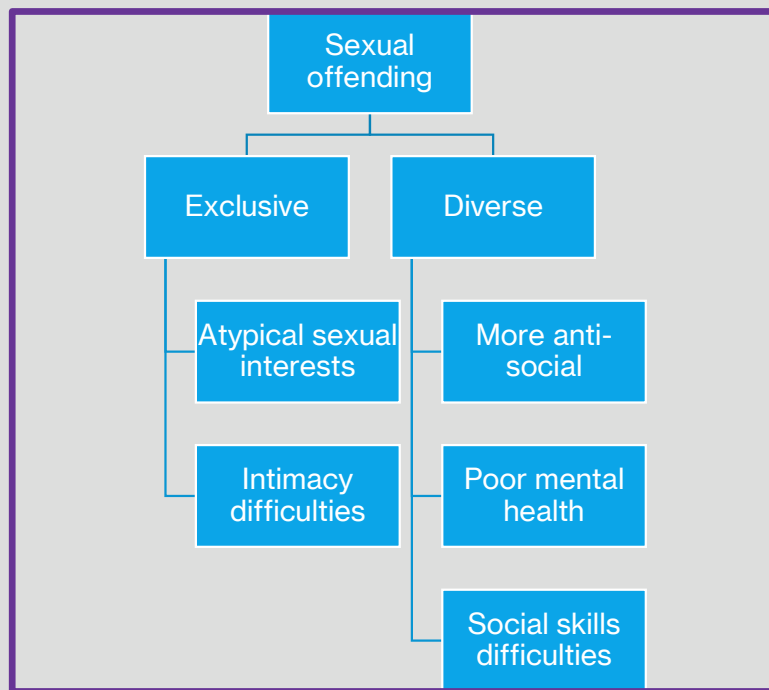 Sexual
offending
Exclusive
Diverse
Atypical sexual
interests
More anti-
social
Intimacy
difficulties
Poor mental
health
Social skills
difficulties